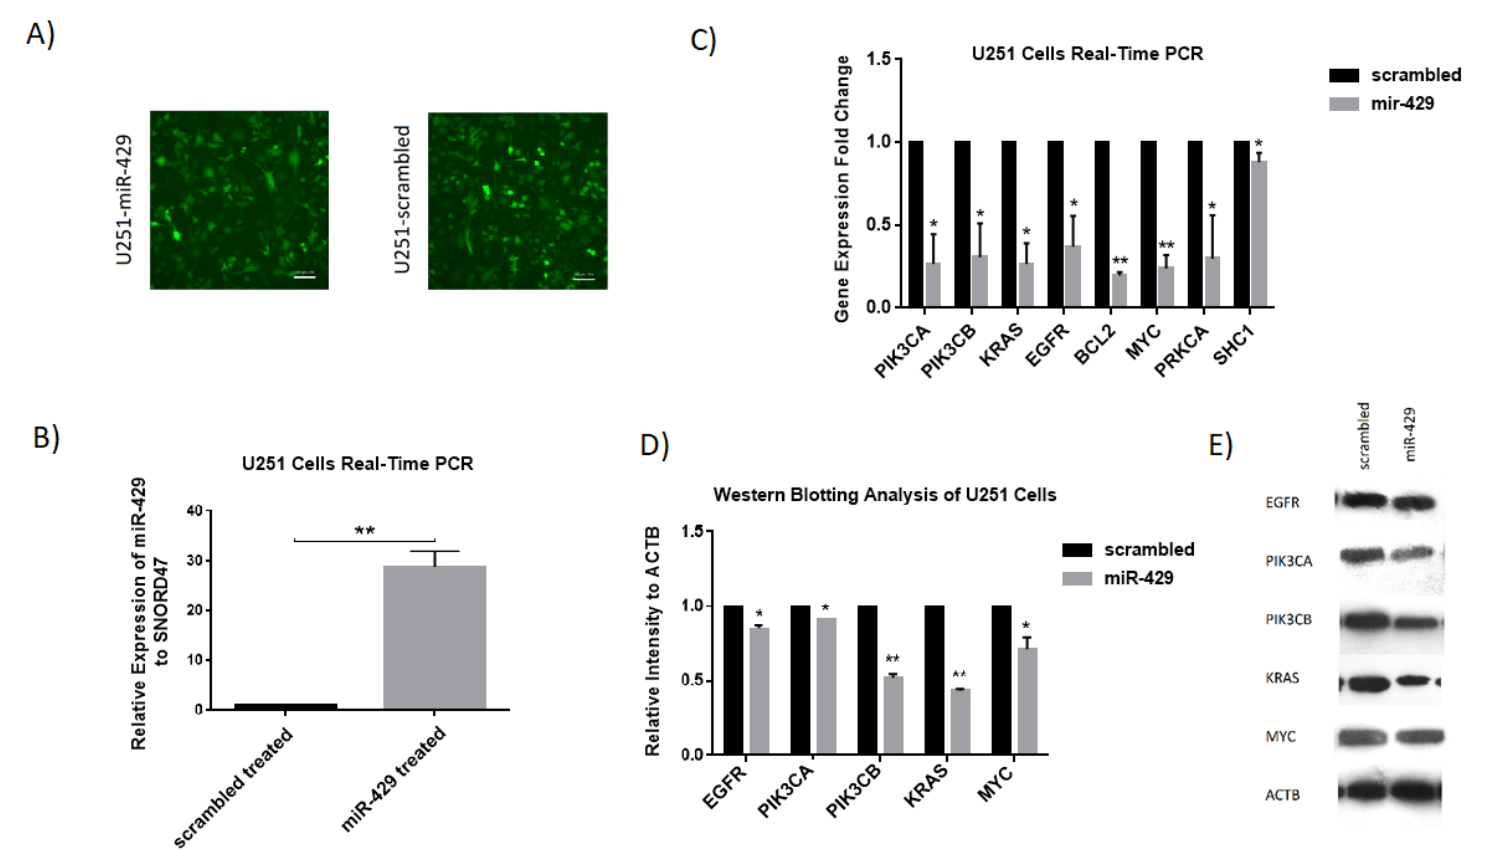 A)
U251-miR-429
U251-scrambled
B)
U251 Cells Real-Time PCR
Relative Expression of miR-429
to SNORD47
40
30
20
10
0
**
scrambled treated
miR-429 treated
C)
U251 Cells Real-Time PCR
Gene Expression Fold Change
1.5
1.0
0.5
0.0
* * * * ** ** * *
PIK3CA PIK3CB KRAS EGFR BCL2 MYC PRKCA SHC1
scrambled
mir-429
D)
Western Blotting Analysis of U251 Cells
Relative Intensity to ACTB
1.5
1.0
0.5
0.0
* * ** ** *
EGFR PIK3CA PIK3CB KRAS MYC
scrambled
miR-429
E)
scrambled
miR-429
EGFR
PIK3CA
PIK3CB
KRAS
MYC
ACTB